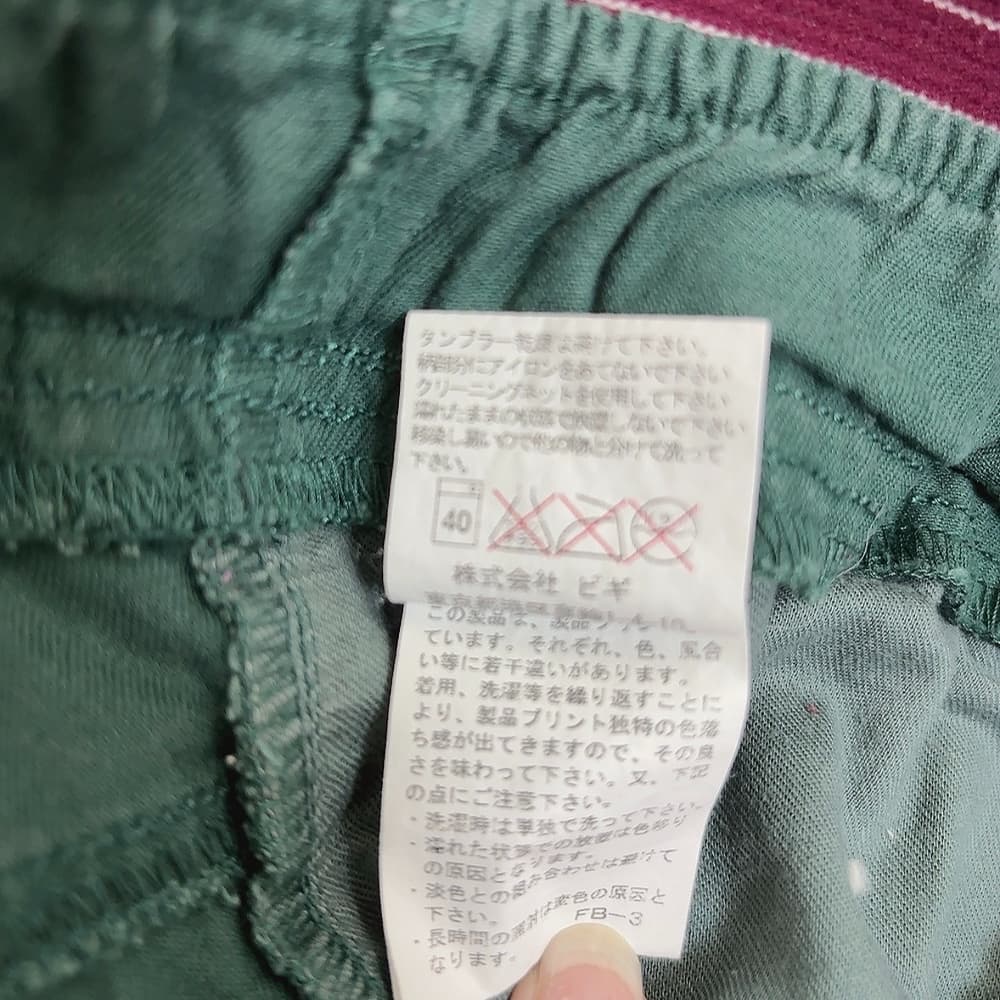 タンブラー乾燥は避けて下さい。
柄部分にアイロンをあてないで下さい
クリーニングネットを使用して下さい
濡れたままの状態で放置しないで下さい
移染し易いので他の物と分けて洗って
下さい。
40
株式会社 ビギ
この製品は、製品プリント
ています。それぞれ、色、風合
い等に若干違いがあります。
着用、洗濯等を繰り返すことに
より、製品プリント独特の色落
ち感が出てきますので、その良
さを味わって下さい。又、下記
の点にご注意下さい。
・洗濯時は単独で洗って下さい。
・濡れた状態での放置は色移り
の原因となります。
・淡色との組み合わせは避けて
下さい。
・長時間の照射は変色の原因と
なります。
FB-3